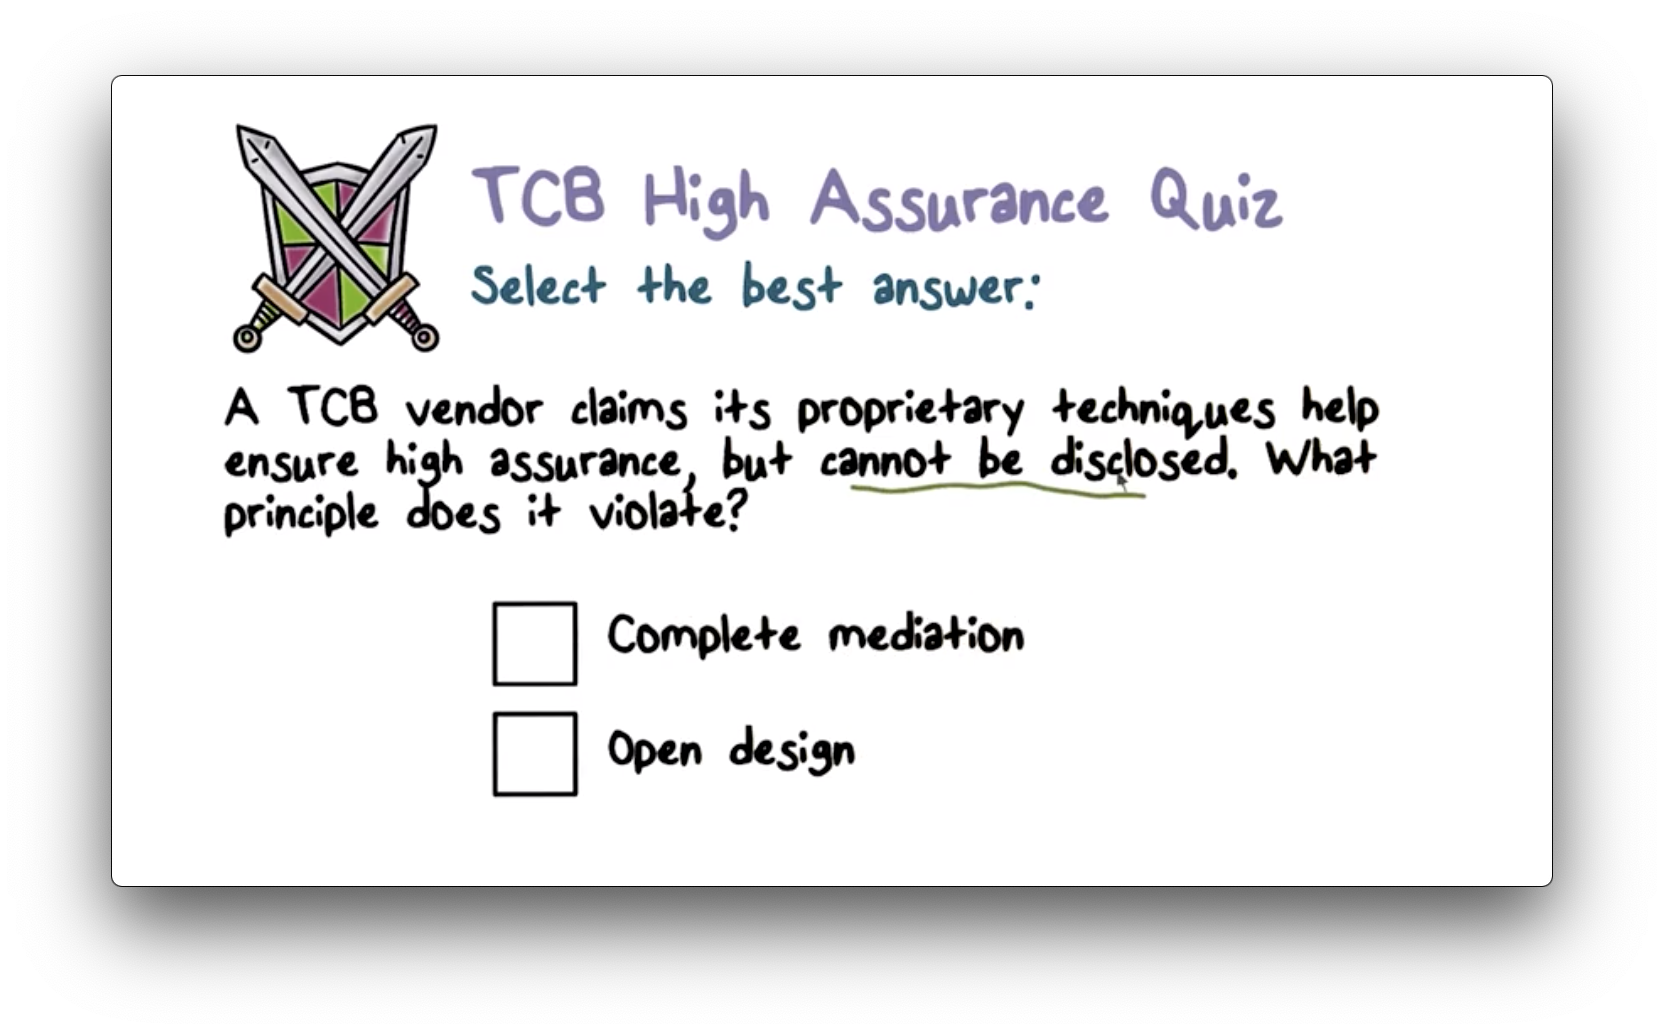 TCB High Assurance Quiz
Select the best answer:
A TCB vendor claims its proprietary techniques help
ensure high assurance, but cannot be disclosed. What
principle does it violate?
Complete mediation
Open design